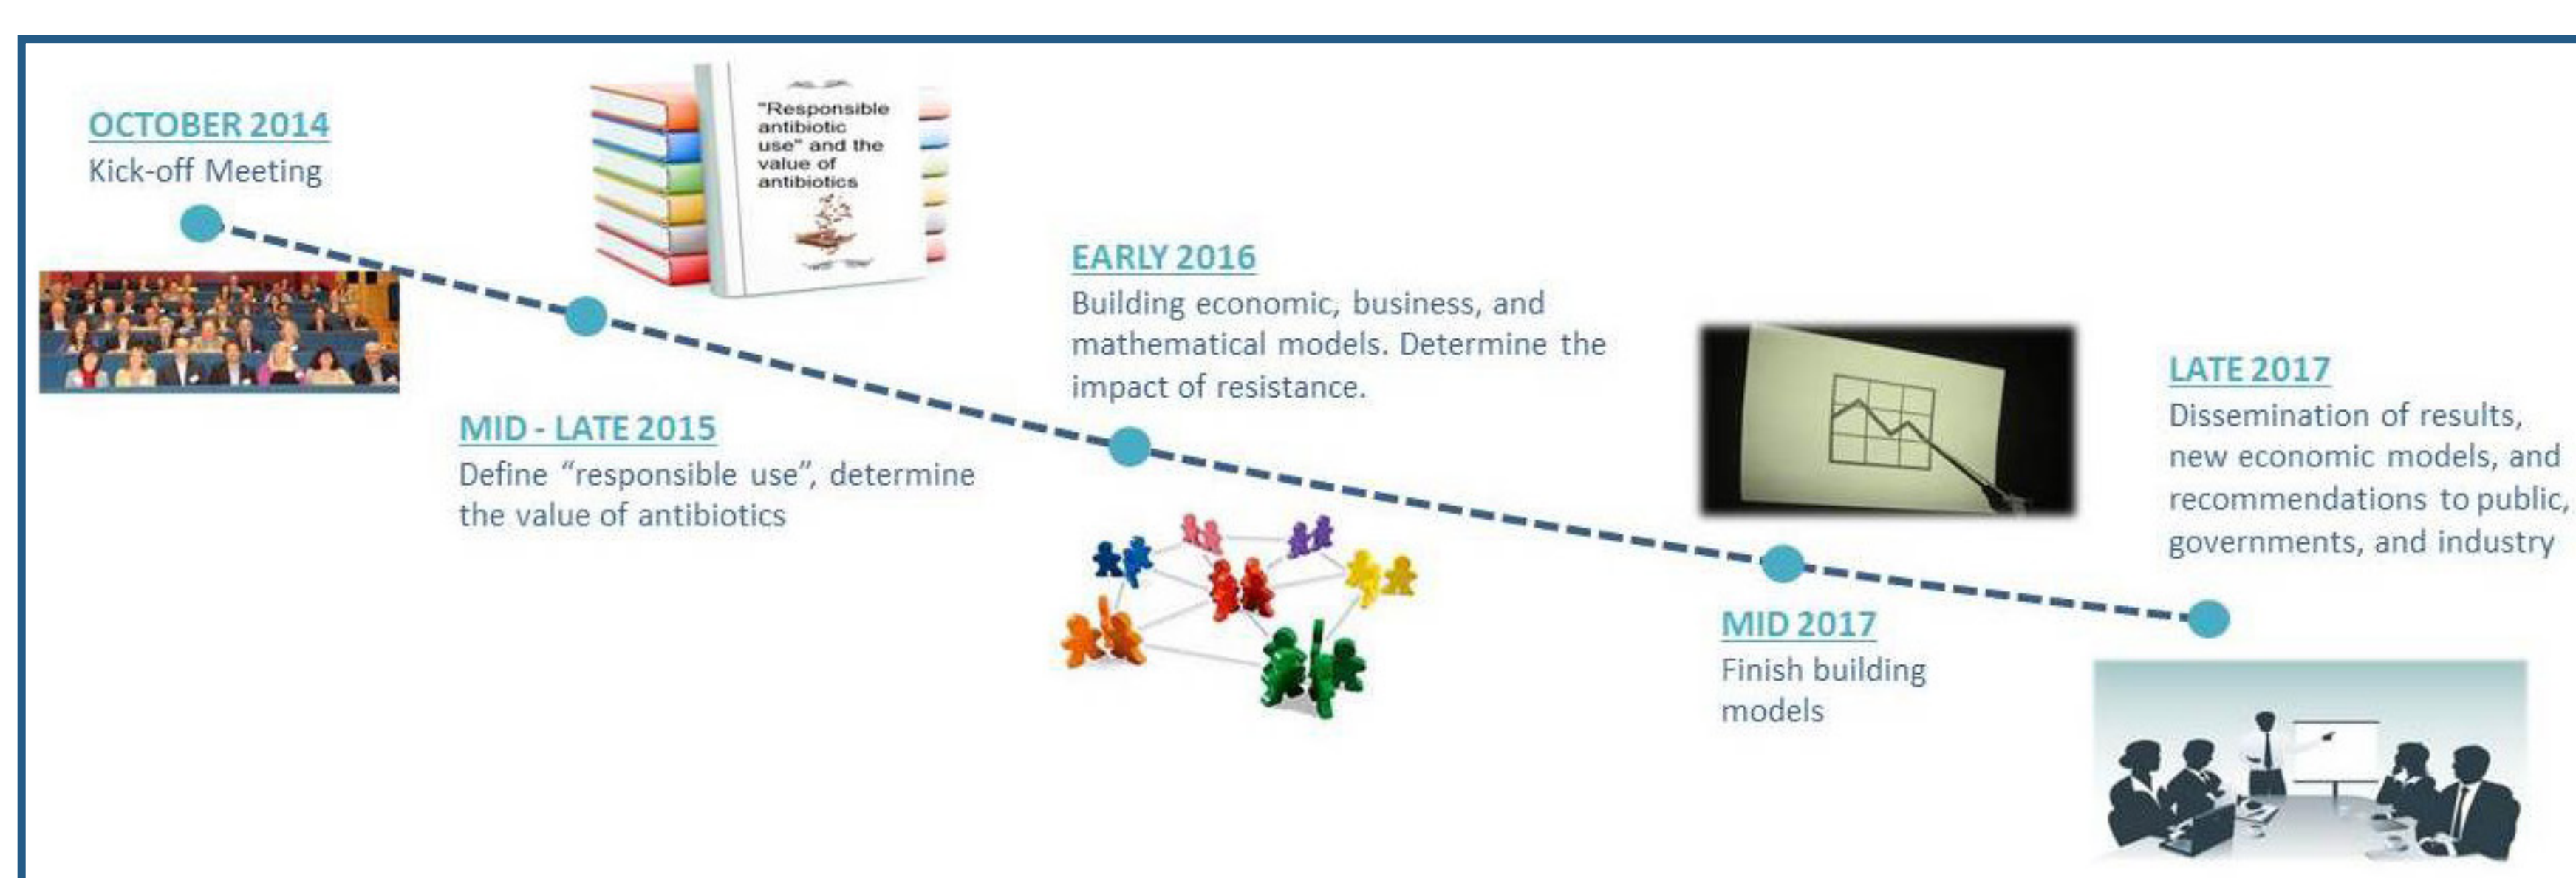 OCTOBER 2014
Kick-off Meeting
"Responsible
antibiotic
use" and the
value of
antibiotics
MID - LATE 2015
Define “responsible use”, determine
the value of antibiotics
EARLY 2016
Building economic, business, and
mathematical models. Determine the
impact of resistance.
MID 2017
Finish building
models
LATE 2017
Dissemination of results,
new economic models, and
recommendations to public,
governments, and industry